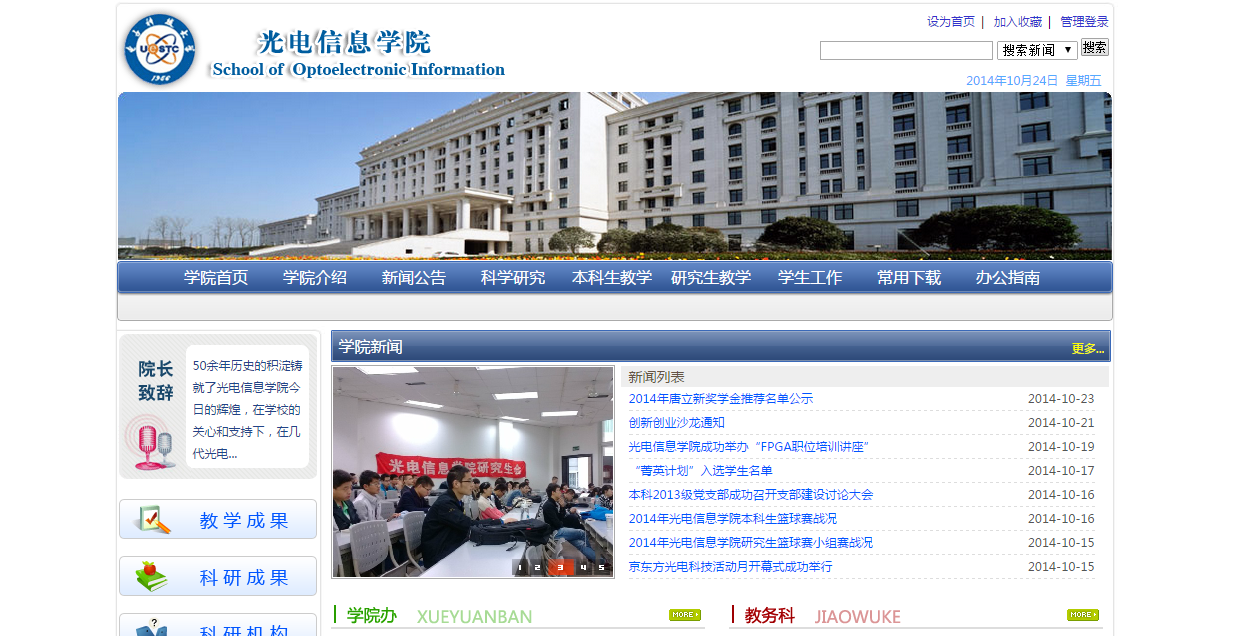 设为首页 | 加入收藏 | 管理登录
光电信息学院
School of Optoelectronic Information
搜索新闻 搜索
2014年10月24日 星期五
UESTC
1956
学院首页 学院介绍 新闻公告 科学研究 本科生教学 研究生教学 学生工作 常用下载 办公指南
院长
致辞
50余年历史的积淀铸
就了光电信息学院今
日的辉煌，在学校的
关心和支持下，在几
代光电...
教学成果
科研成果
科研机构
学院新闻 更多...
光电信息学院研究生会
1 2 3 4 5
新闻列表
2014年唐立新奖学金推荐名单公示 2014-10-23
创新创业沙龙通知 2014-10-21
光电信息学院成功举办“FPGA职位培训讲座” 2014-10-19
“菁英计划”入选学生名单 2014-10-17
本科2013级党支部成功召开支部建设讨论大会 2014-10-16
2014年光电信息学院本科生篮球赛战况 2014-10-16
2014年光电信息学院研究生篮球赛小组赛战况 2014-10-15
京东方光电科技活动月开幕式成功举行 2014-10-15
学院办 XUEYUANBAN MORE
教务科 JIAOWUKE MORE